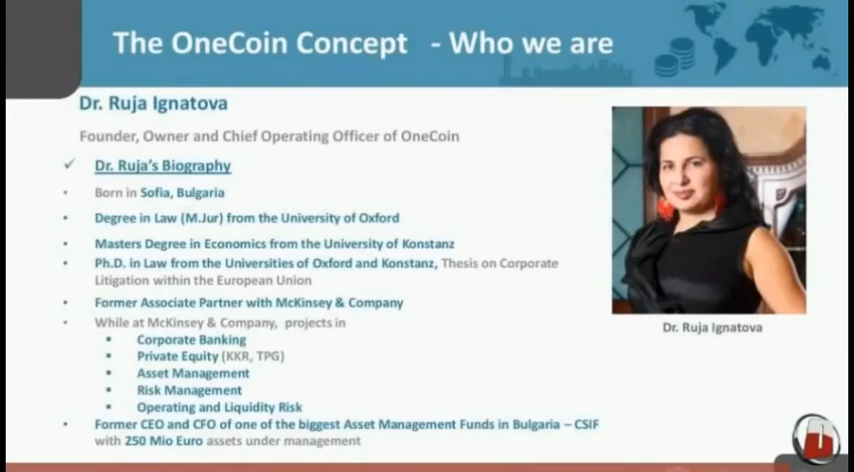 The OneCoin Concept - Who we are
Dr. Ruja Ignatova
Founder, Owner and Chief Operating Officer of OneCoin
✓ Dr. Ruja's Biography
• Born in Sofia, Bulgaria
• Degree in Law (M.Jur) from the University of Oxford
• Masters Degree in Economics from the University of Konstanz
• Ph.D. in Law from the Universities of Oxford and Konstanz, Thesis on Corporate
Litigation within the European Union
• Former Associate Partner with McKinsey & Company
• While at McKinsey & Company, projects in
▪ Corporate Banking
▪ Private Equity (KKR, TPG)
▪ Asset Management
▪ Risk Management
▪ Operating and Liquidity Risk
• Former CEO and CFO of one of the biggest Asset Management Funds in Bulgaria – CSIF
with 250 Mio Euro assets under management
Dr. Ruja Ignatova